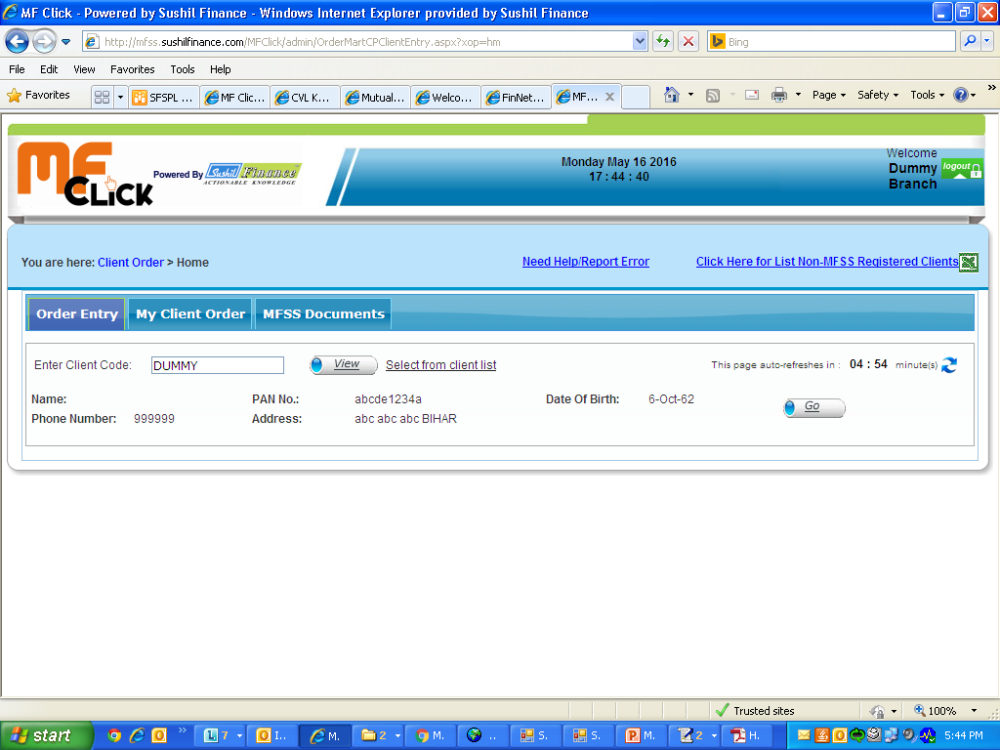 MF Click - Powered by Sushil Finance - Windows Internet Explorer provided by Sushil Finance
http://mfss.sushilfinance.com/MFClick/admin/OrderMartCPClientEntry.aspx?xop=hm
Bing
File Edit View Favorites Tools Help
Favorites SFSPL ... MF Clic... CVL K... Mutual... Welco... FinNet... MF... X Page Safety Tools
MF CLICK
Powered By Sushil Finance
ACTIONABLE KNOWLEDGE
Monday May 16 2016
17 : 44 : 40
Welcome
Dummy
Branch
logout
You are here: Client Order > Home Need Help/Report Error Click Here for List Non-MFSS Registered Clients
Order Entry My Client Order MFSS Documents
Enter Client Code: DUMMY View Select from client list This page auto-refreshes in : 04 : 54 minute(s)
Name: PAN No.: abcde1234a Date Of Birth: 6-Oct-62 Go
Phone Number: 999999 Address: abc abc abc BIHAR
Trusted sites 100%
start 7 I.. M. 2 M. .. S. S. M. 2 H. 5:44 PM